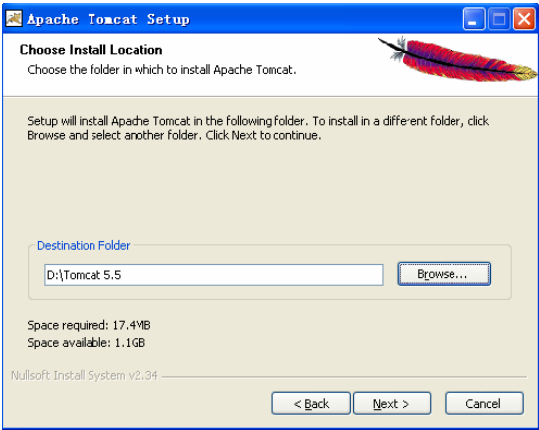 Apache Tomcat Setup
Choose Install Location
Choose the folder in which to install Apache Tomcat.
Setup will install Apache Tomcat in the following folder. To install in a different folder, click
Browse and select another folder. Click Next to continue.
Destination Folder
D:\Tomcat 5.5
Browse...
Space required: 17.4MB
Space available: 1.1GB
Nullsoft Install System v2.34
< Back
Next >
Cancel